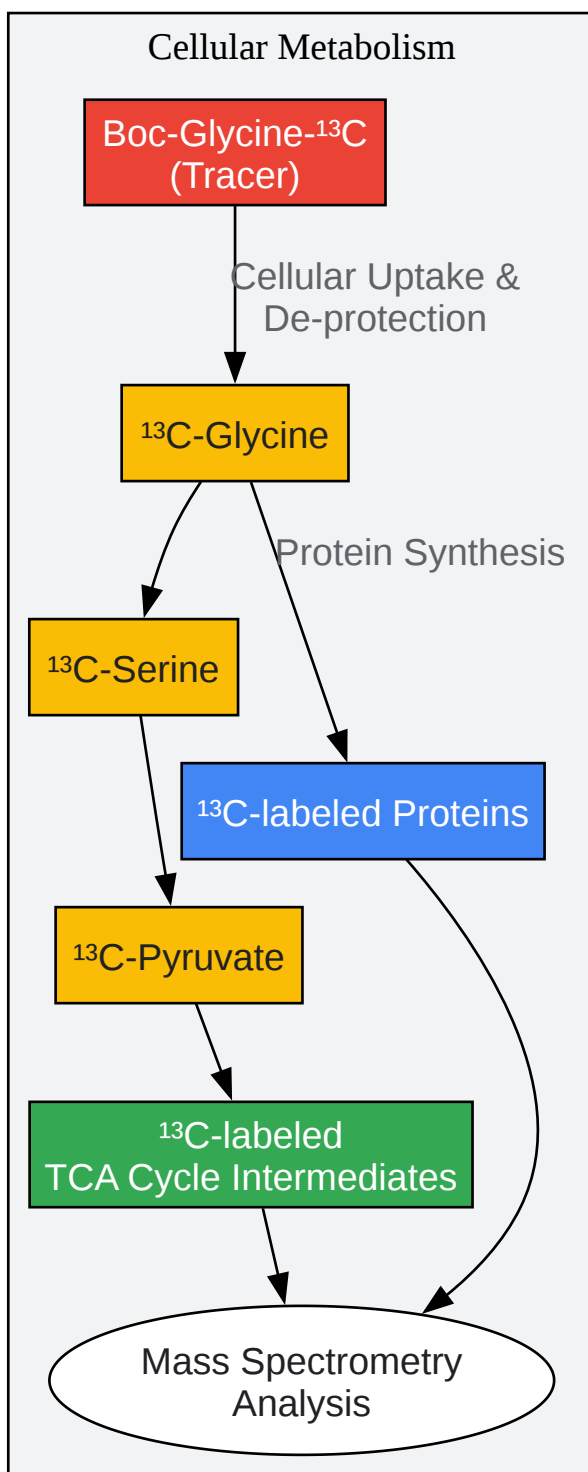 Cellular Metabolism
Boc-Glycine-¹³C
(Tracer)
Cellular Uptake &
De-protection
¹³C-Glycine
Protein Synthesis
¹³C-Serine
¹³C-labeled Proteins
¹³C-Pyruvate
¹³C-labeled
TCA Cycle Intermediates
Mass Spectrometry
Analysis